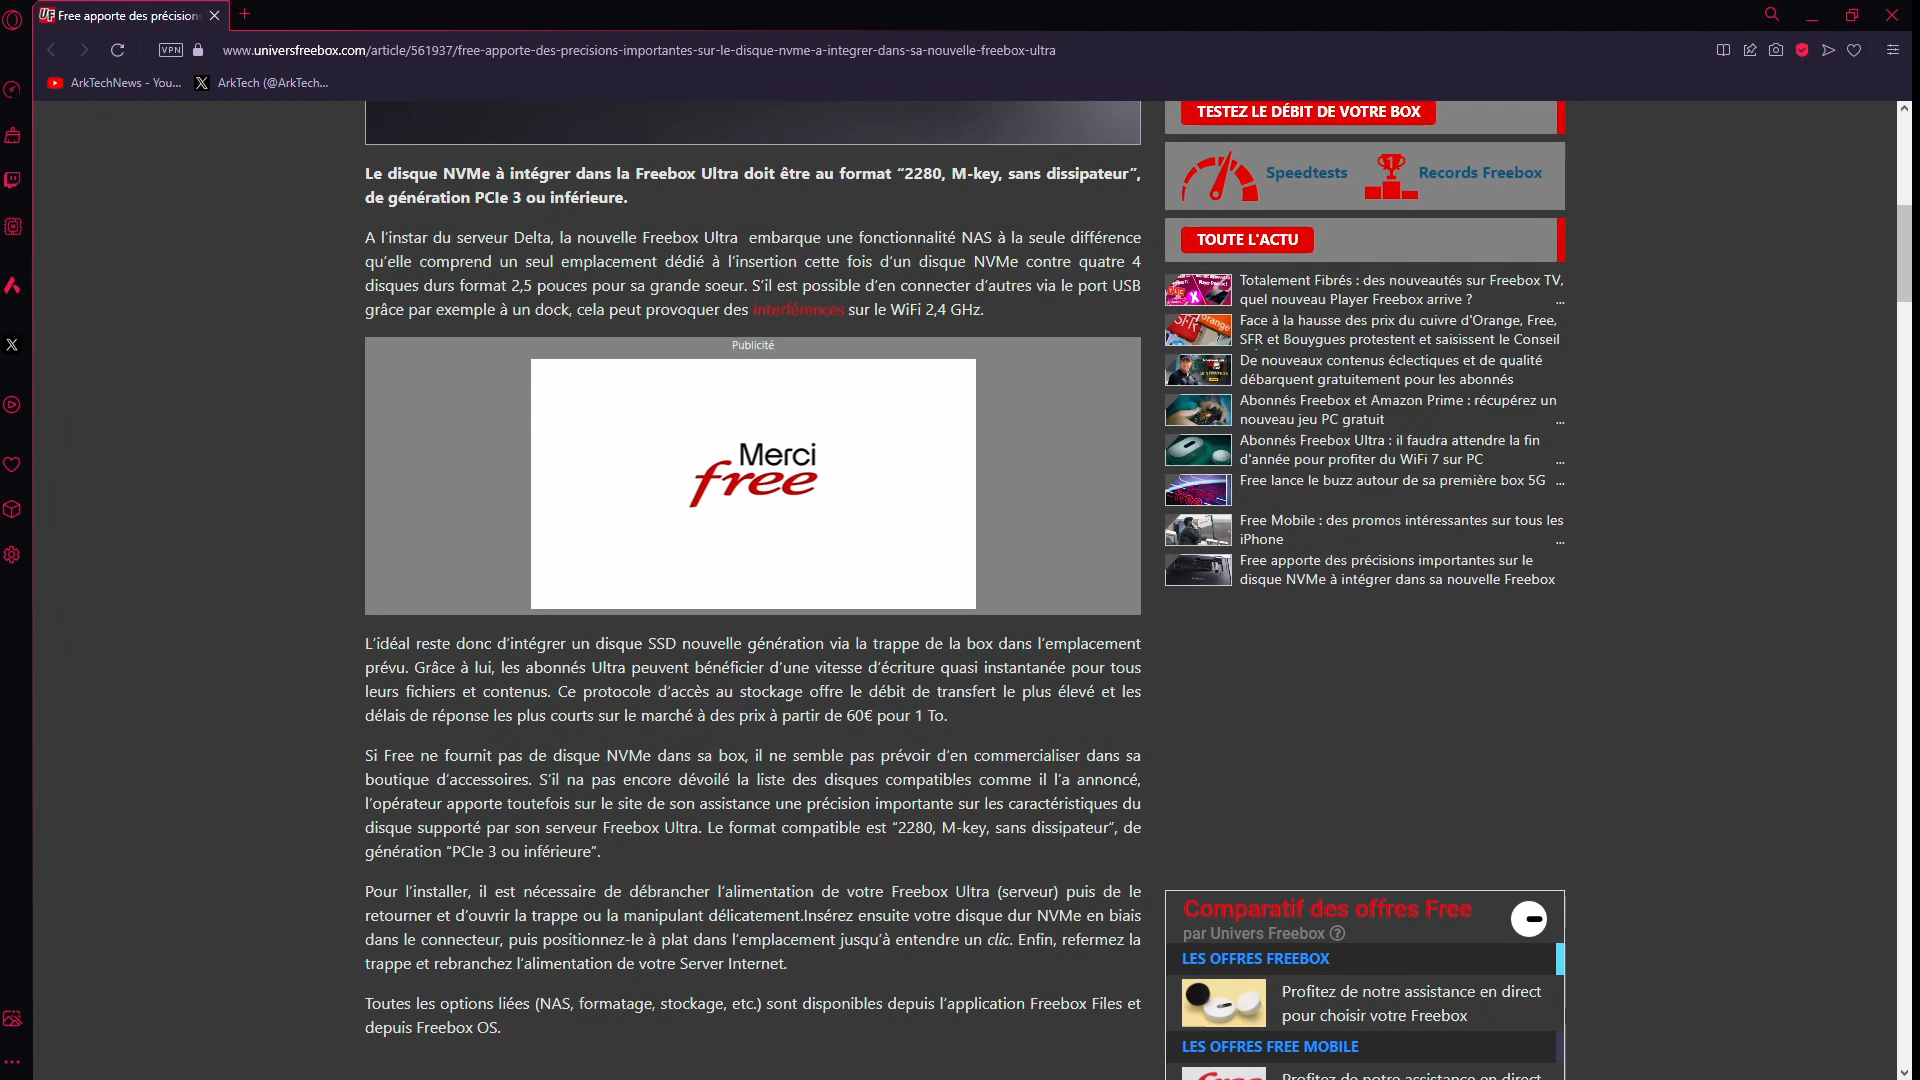 Free apporte des précisions
VPN
www.universfreebox.com/article/561937/free-apporte-des-precisions-importantes-sur-le-disque-nvme-a-integrer-dans-sa-nouvelle-freebox-ultra
ArkTechNews - You...
ArkTech (@ArkTech...
Le disque NVMe à intégrer dans la Freebox Ultra doit être au format “2280, M-key, sans dissipateur”,
de génération PCIe 3 ou inférieure.
A l’instar du serveur Delta, la nouvelle Freebox Ultra embarque une fonctionnalité NAS à la seule différence
qu’elle comprend un seul emplacement dédié à l’insertion cette fois d’un disque NVMe contre quatre 4
disques durs format 2,5 pouces pour sa grande soeur. S’il est possible d’en connecter d’autres via le port USB
grâce par exemple à un dock, cela peut provoquer des interférences sur le WiFi 2,4 GHz.
Publicité
Merci
free
L’idéal reste donc d’intégrer un disque SSD nouvelle génération via la trappe de la box dans l’emplacement
prévu. Grâce à lui, les abonnés Ultra peuvent bénéficier d’une vitesse d’écriture quasi instantanée pour tous
leurs fichiers et contenus. Ce protocole d’accès au stockage offre le débit de transfert le plus élevé et les
délais de réponse les plus courts sur le marché à des prix à partir de 60€ pour 1 To.
Si Free ne fournit pas de disque NVMe dans sa box, il ne semble pas prévoir d’en commercialiser dans sa
boutique d’accessoires. S’il na pas encore dévoilé la liste des disques compatibles comme il l’a annoncé,
l’opérateur apporte toutefois sur le site de son assistance une précision importante sur les caractéristiques du
disque supporté par son serveur Freebox Ultra. Le format compatible est “2280, M-key, sans dissipateur”, de
génération “PCIe 3 ou inférieure”.
Pour l’installer, il est nécessaire de débrancher l’alimentation de votre Freebox Ultra (serveur) puis de le
retourner et d’ouvrir la trappe ou la manipulant délicatement.Insérez ensuite votre disque dur NVMe en biais
dans le connecteur, puis positionnez-le à plat dans l’emplacement jusqu’à entendre un clic. Enfin, refermez la
trappe et rebranchez l’alimentation de votre Server Internet.
Toutes les options liées (NAS, formatage, stockage, etc.) sont disponibles depuis l’application Freebox Files et
depuis Freebox OS.
TESTEZ LE DÉBIT DE VOTRE BOX
Speedtests
Records Freebox
TOUTE L'ACTU
Totalement Fibrés : des nouveautés sur Freebox TV,
quel nouveau Player Freebox arrive ? ...
Face à la hausse des prix du cuivre d'Orange, Free,
SFR et Bouygues protestent et saisissent le Conseil
De nouveaux contenus éclectiques et de qualité
débarquent gratuitement pour les abonnés
Abonnés Freebox et Amazon Prime : récupérez un
nouveau jeu PC gratuit ...
Abonnés Freebox Ultra : il faudra attendre la fin
d'année pour profiter du WiFi 7 sur PC ...
Free lance le buzz autour de sa première box 5G ...
Free Mobile : des promos intéressantes sur tous les
iPhone ...
Free apporte des précisions importantes sur le
disque NVMe à intégrer dans sa nouvelle Freebox
Comparatif des offres Free
par Univers Freebox
LES OFFRES FREEBOX
Profitez de notre assistance en direct
pour choisir votre Freebox
LES OFFRES FREE MOBILE
Profitez de notre assistance en direct